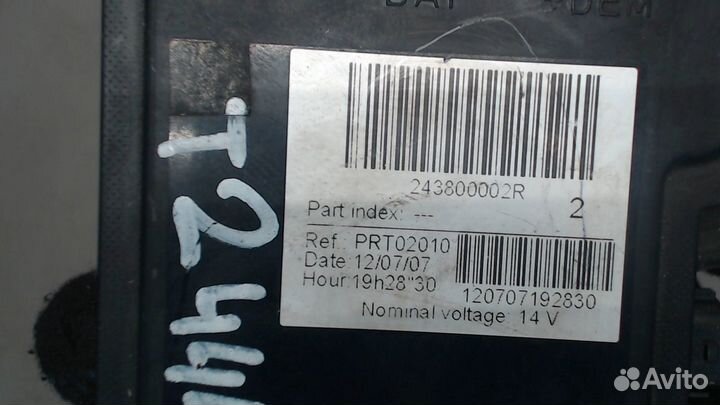 243800002R
Part index: ---
2
Ref.: PRT02010
Date: 12/07/07
Hour:19h28"30
120707192830
Nominal voltage: 14 V
Avito